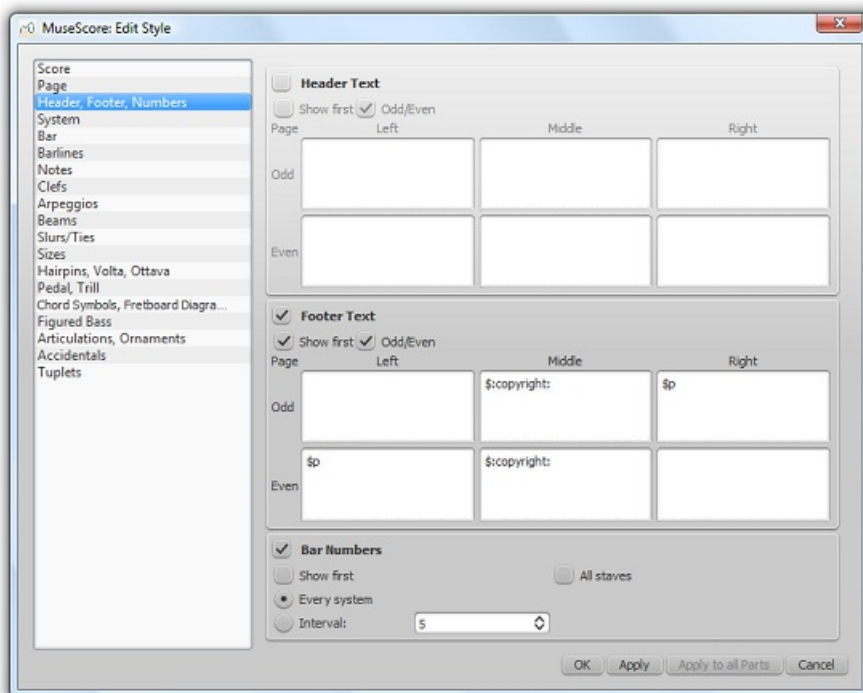 MuseScore: Edit Style
Score
Page
Header, Footer, Numbers
System
Bar
Barlines
Notes
Clefs
Arpeggios
Beams
Slurs/Ties
Sizes
Hairpins, Volta, Ottava
Pedal, Trill
Chord Symbols, Fretboard Diagra...
Figured Bass
Articulations, Ornaments
Accidentals
Tuplets
Header Text
Show first Odd/Even
Page Left Middle Right
Odd
Even
Footer Text
Show first Odd/Even
Page Left Middle Right
Odd $:copyright: $p
Even $p $:copyright:
Bar Numbers
Show first All staves
Every system
Interval: 5
OK Apply Apply to all Parts Cancel